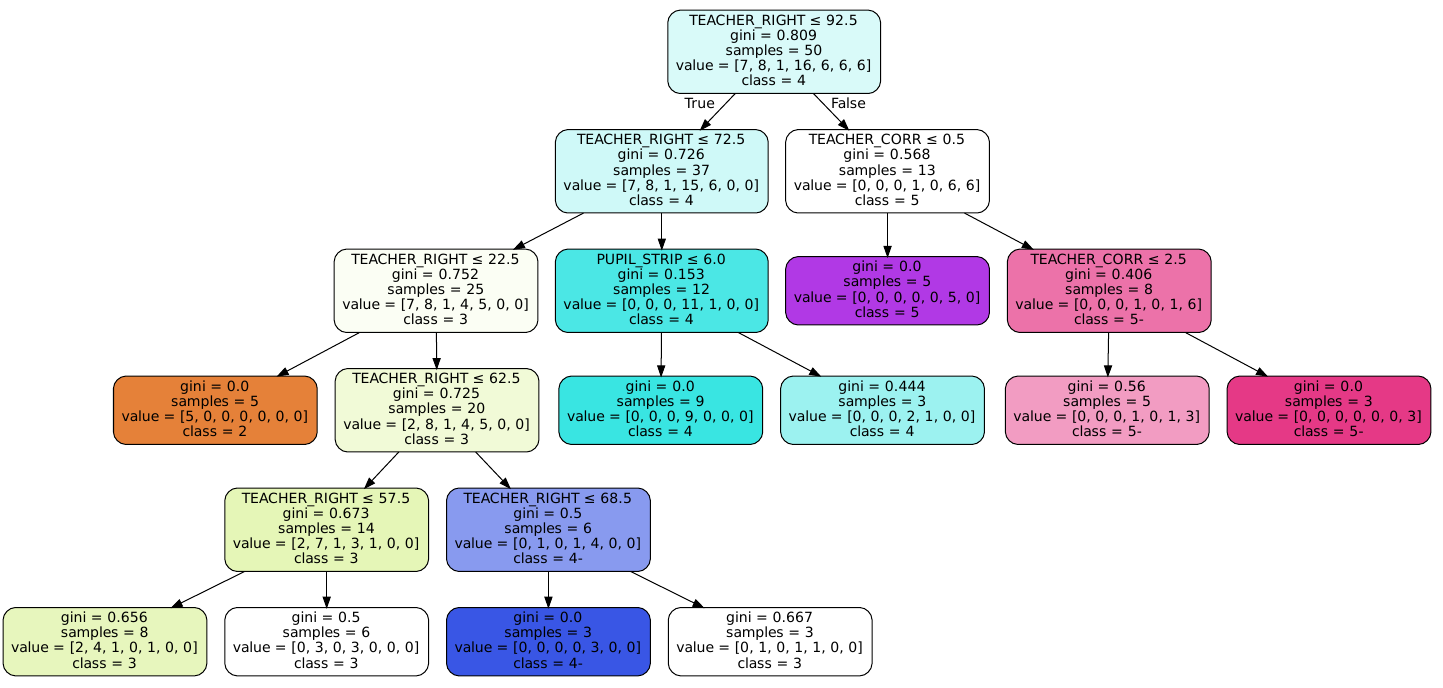 TEACHER_RIGHT ≤ 92.5
gini = 0.809
samples = 50
value = [7, 8, 1, 16, 6, 6, 6]
class = 4
True
False
TEACHER_RIGHT ≤ 72.5
gini = 0.726
samples = 37
value = [7, 8, 1, 15, 6, 0, 0]
class = 4
TEACHER_CORR ≤ 0.5
gini = 0.568
samples = 13
value = [0, 0, 0, 1, 0, 6, 6]
class = 5
TEACHER_RIGHT ≤ 22.5
gini = 0.752
samples = 25
value = [7, 8, 1, 4, 5, 0, 0]
class = 3
PUPIL_STRIP ≤ 6.0
gini = 0.153
samples = 12
value = [0, 0, 0, 11, 1, 0, 0]
class = 4
gini = 0.0
samples = 5
value = [0, 0, 0, 0, 0, 5, 0]
class = 5
TEACHER_CORR ≤ 2.5
gini = 0.406
samples = 8
value = [0, 0, 0, 1, 0, 1, 6]
class = 5-
gini = 0.0
samples = 5
value = [5, 0, 0, 0, 0, 0, 0]
class = 2
TEACHER_RIGHT ≤ 62.5
gini = 0.725
samples = 20
value = [2, 8, 1, 4, 5, 0, 0]
class = 3
gini = 0.0
samples = 9
value = [0, 0, 0, 9, 0, 0, 0]
class = 4
gini = 0.444
samples = 3
value = [0, 0, 0, 2, 1, 0, 0]
class = 4
gini = 0.56
samples = 5
value = [0, 0, 0, 1, 0, 1, 3]
class = 5-
gini = 0.0
samples = 3
value = [0, 0, 0, 0, 0, 0, 3]
class = 5-
TEACHER_RIGHT ≤ 57.5
gini = 0.673
samples = 14
value = [2, 7, 1, 3, 1, 0, 0]
class = 3
TEACHER_RIGHT ≤ 68.5
gini = 0.5
samples = 6
value = [0, 1, 0, 1, 4, 0, 0]
class = 4-
gini = 0.656
samples = 8
value = [2, 4, 1, 0, 1, 0, 0]
class = 3
gini = 0.5
samples = 6
value = [0, 3, 0, 3, 0, 0, 0]
class = 3
gini = 0.0
samples = 3
value = [0, 0, 0, 0, 3, 0, 0]
class = 4-
gini = 0.667
samples = 3
value = [0, 1, 0, 1, 1, 0, 0]
class = 3